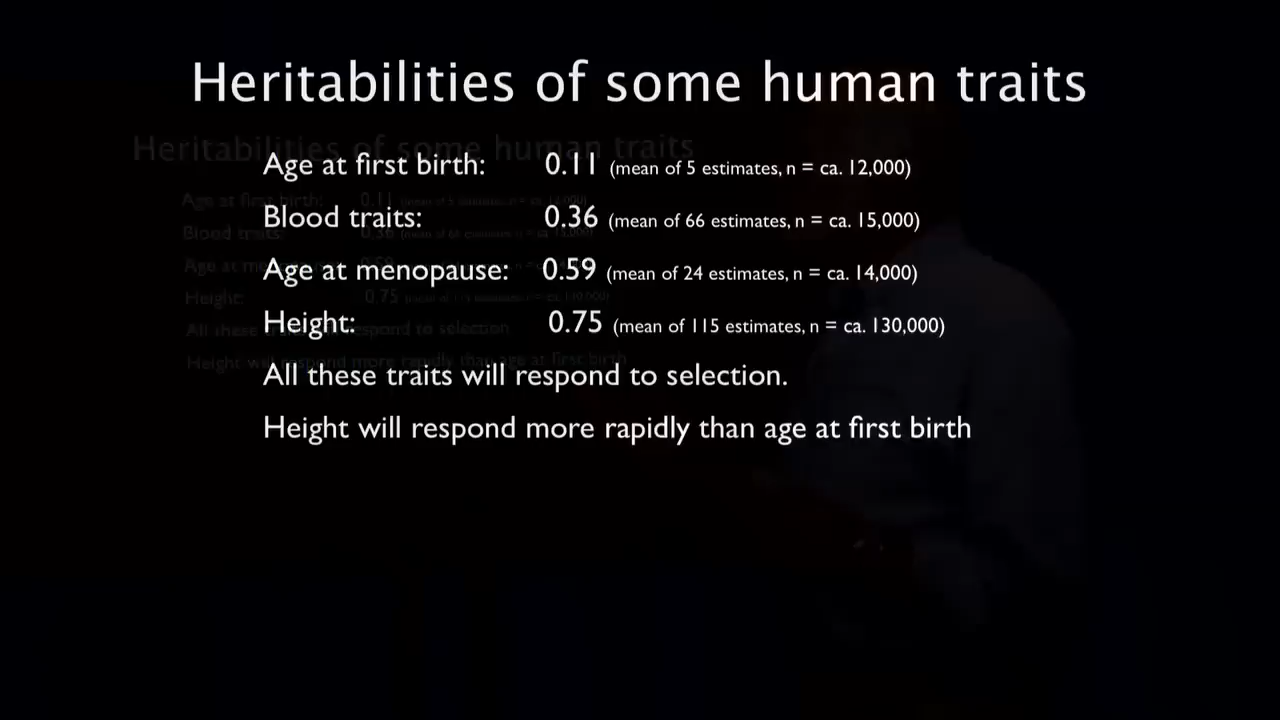 Heritabilities of some human traits
Age at first birth: 0.11 (mean of 5 estimates, n = ca. 12,000)
Blood traits: 0.36 (mean of 66 estimates, n = ca. 15,000)
Age at menopause: 0.59 (mean of 24 estimates, n = ca. 14,000)
Height: 0.75 (mean of 115 estimates, n = ca. 130,000)
All these traits will respond to selection.
Height will respond more rapidly than age at first birth